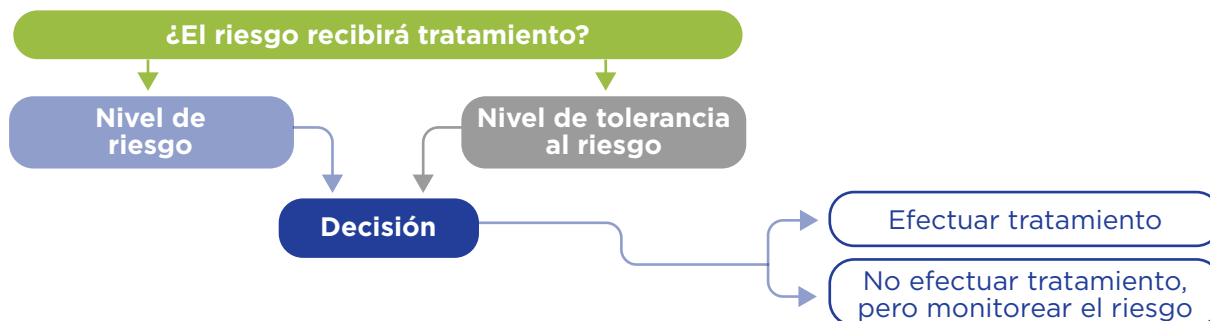 ¿El riesgo recibirá tratamiento?
Nivel de
riesgo
Nivel de tolerancia
al riesgo
Decisión
Efectuar tratamiento
No efectuar tratamiento,
pero monitorear el riesgo